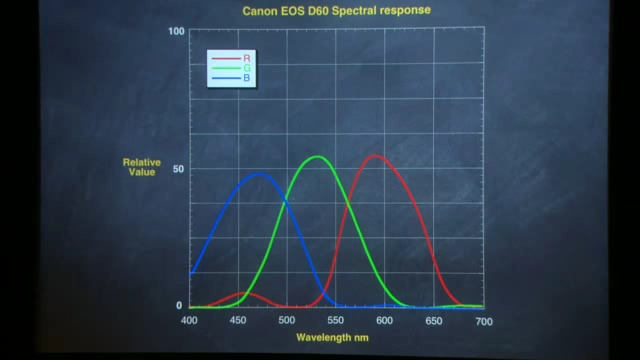 Canon EOS D60 Spectral response
100
R
G
B
Relative
Value
50
0
400 450 500 550 600 650 700
Wavelength nm